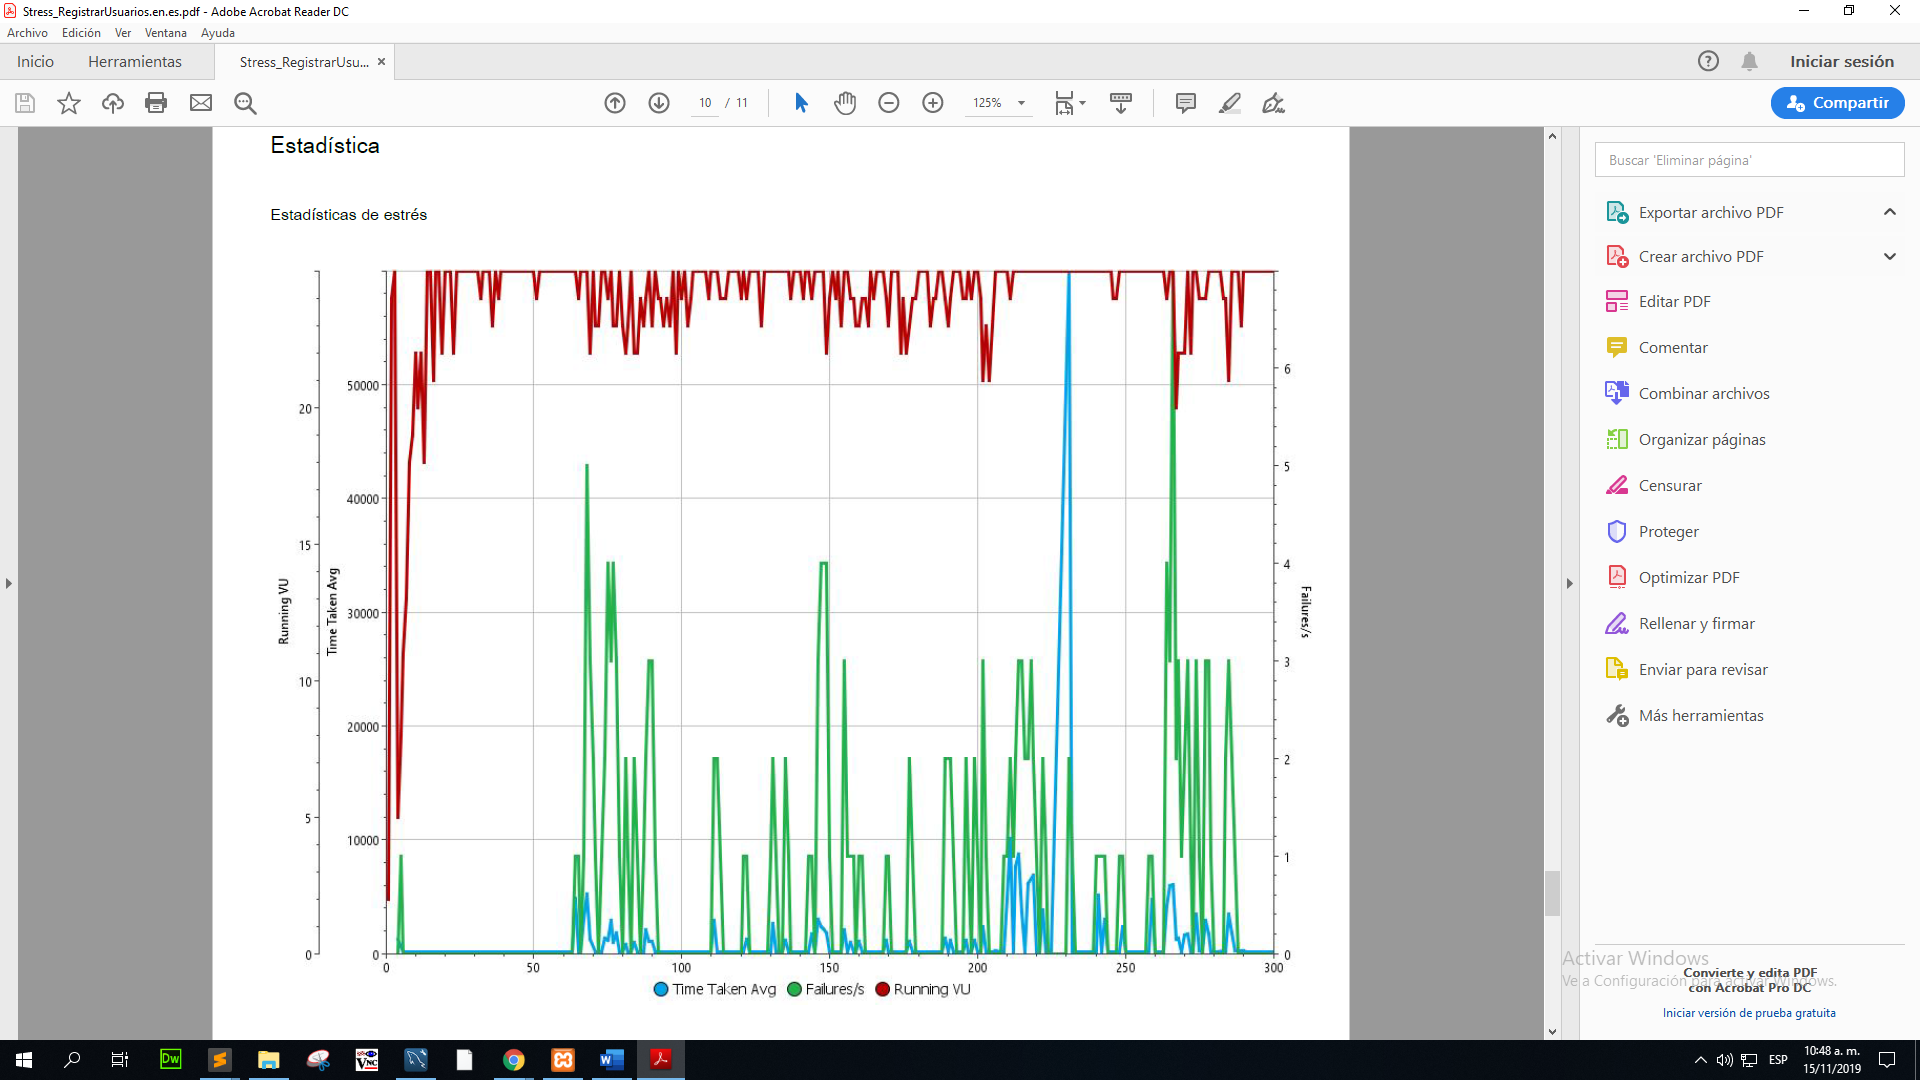 Stress_RegistrarUsuarios.en.es.pdf - Adobe Acrobat Reader DC
Archivo Edición Ver Ventana Ayuda
Inicio Herramientas Stress_RegistrarUsu... × Iniciar sesión
10 / 11 125% Compartir
Estadística
Estadísticas de estrés
Running VU
20
15
10
5
0
Time Taken Avg
50000
40000
30000
20000
10000
0
0 50 100 150 200 250 300
6
5
4
3
2
1
0
Failures/s
Time Taken Avg Failures/s Running VU
Buscar 'Eliminar página'
Exportar archivo PDF
Crear archivo PDF
Editar PDF
Comentar
Combinar archivos
Organizar páginas
Censurar
Proteger
Optimizar PDF
Rellenar y firmar
Enviar para revisar
Más herramientas
Activar Windows
Ve a Configuración para activar Windows.
Convierte y edita PDF
con Acrobat Pro DC
Iniciar versión de prueba gratuita
Dw
VNC
ESP
10:48 a. m.
15/11/2019